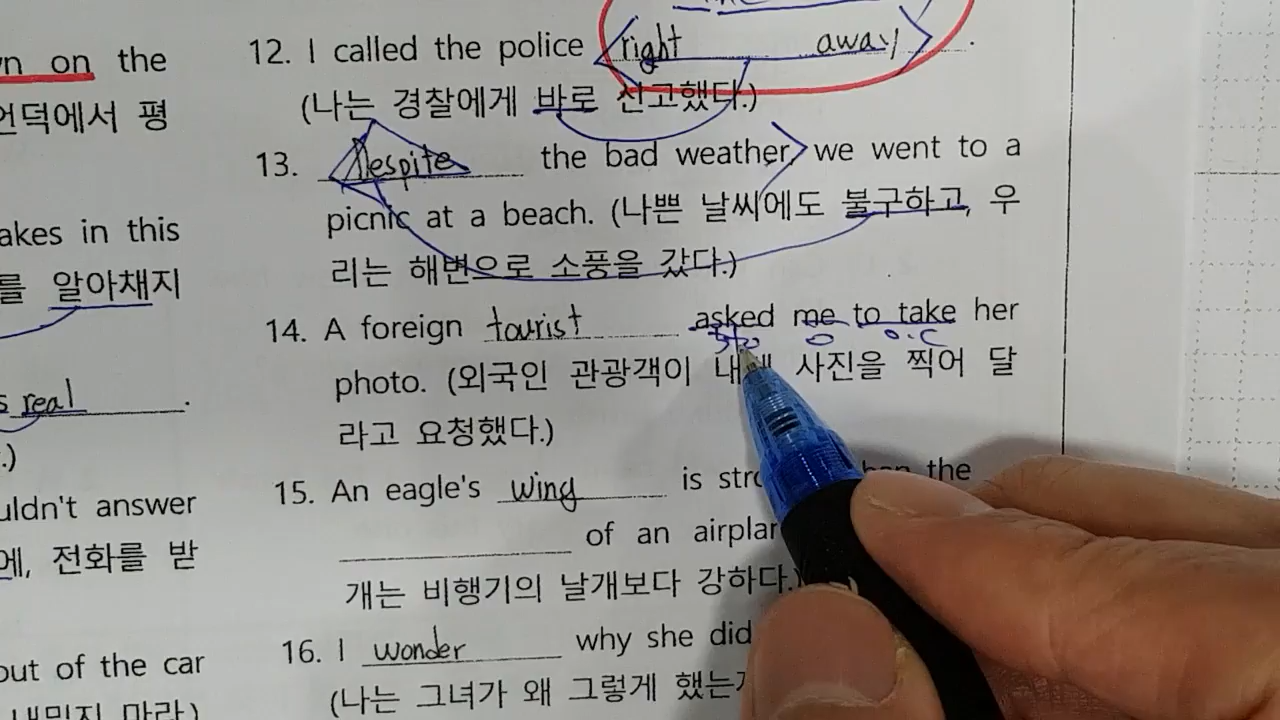 wn on the
언덕에서 평
akes in this
를 알아채지
s real .
.)
uldn't answer
에, 전화를 받
out of the car
12. I called the police right away.
(나는 경찰에게 바로 신고했다.)
13. Despite the bad weather, we went to a
picnic at a beach. (나쁜 날씨에도 불구하고, 우
리는 해변으로 소풍을 갔다.)
14. A foreign tourist asked me to take her
O O.C
photo. (외국인 관광객이 내게 사진을 찍어 달
라고 요청했다.)
15. An eagle's wing is the
of an
개는 비행기의 날개보다 강하다.)
16. I wonder why she did
(나는 그녀가 왜 그렇게